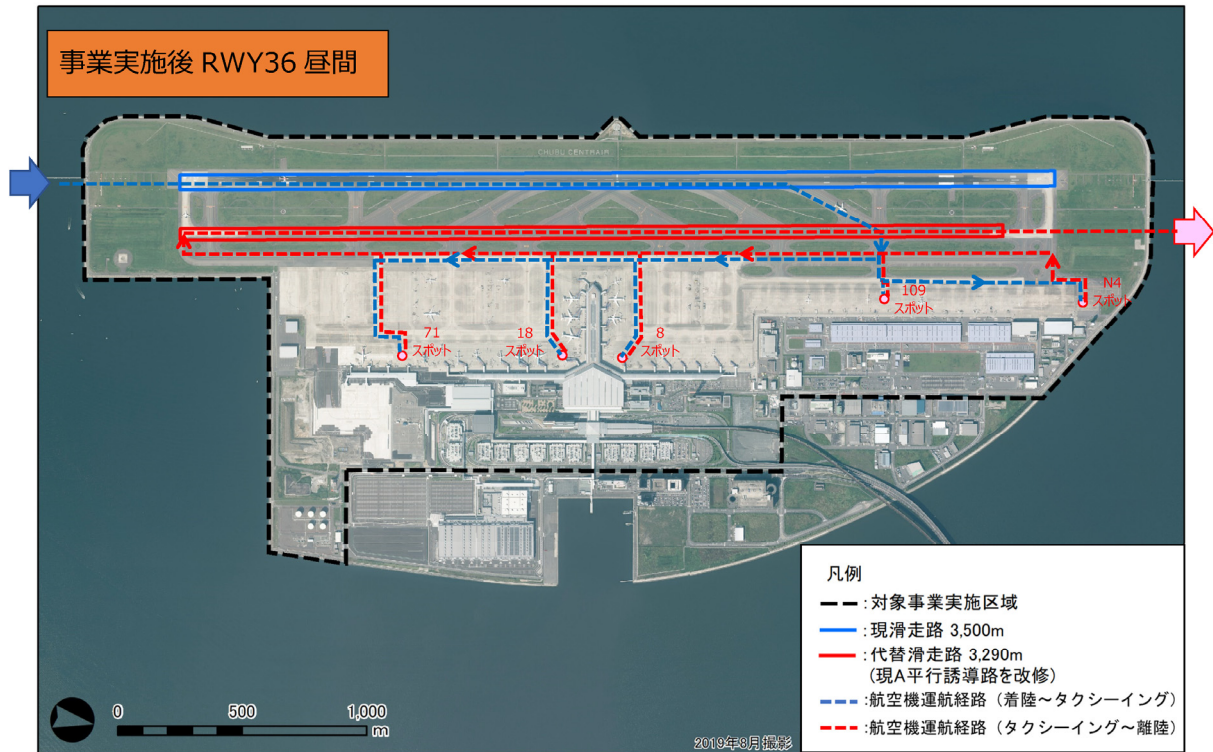 事業実施後 RWY36 昼間
CHUBU CENTRAIR
109
スポット
N4
スポット
71
スポット
18
スポット
8
スポット
凡例
:対象事業実施区域
:現滑走路 3,500m
:代替滑走路 3,290m
(現A平行誘導路を改修)
:航空機運航経路(着陸~タクシーイング)
:航空機運航経路(タクシーイング~離陸)
0 500 1,000
m
2019年8月撮影